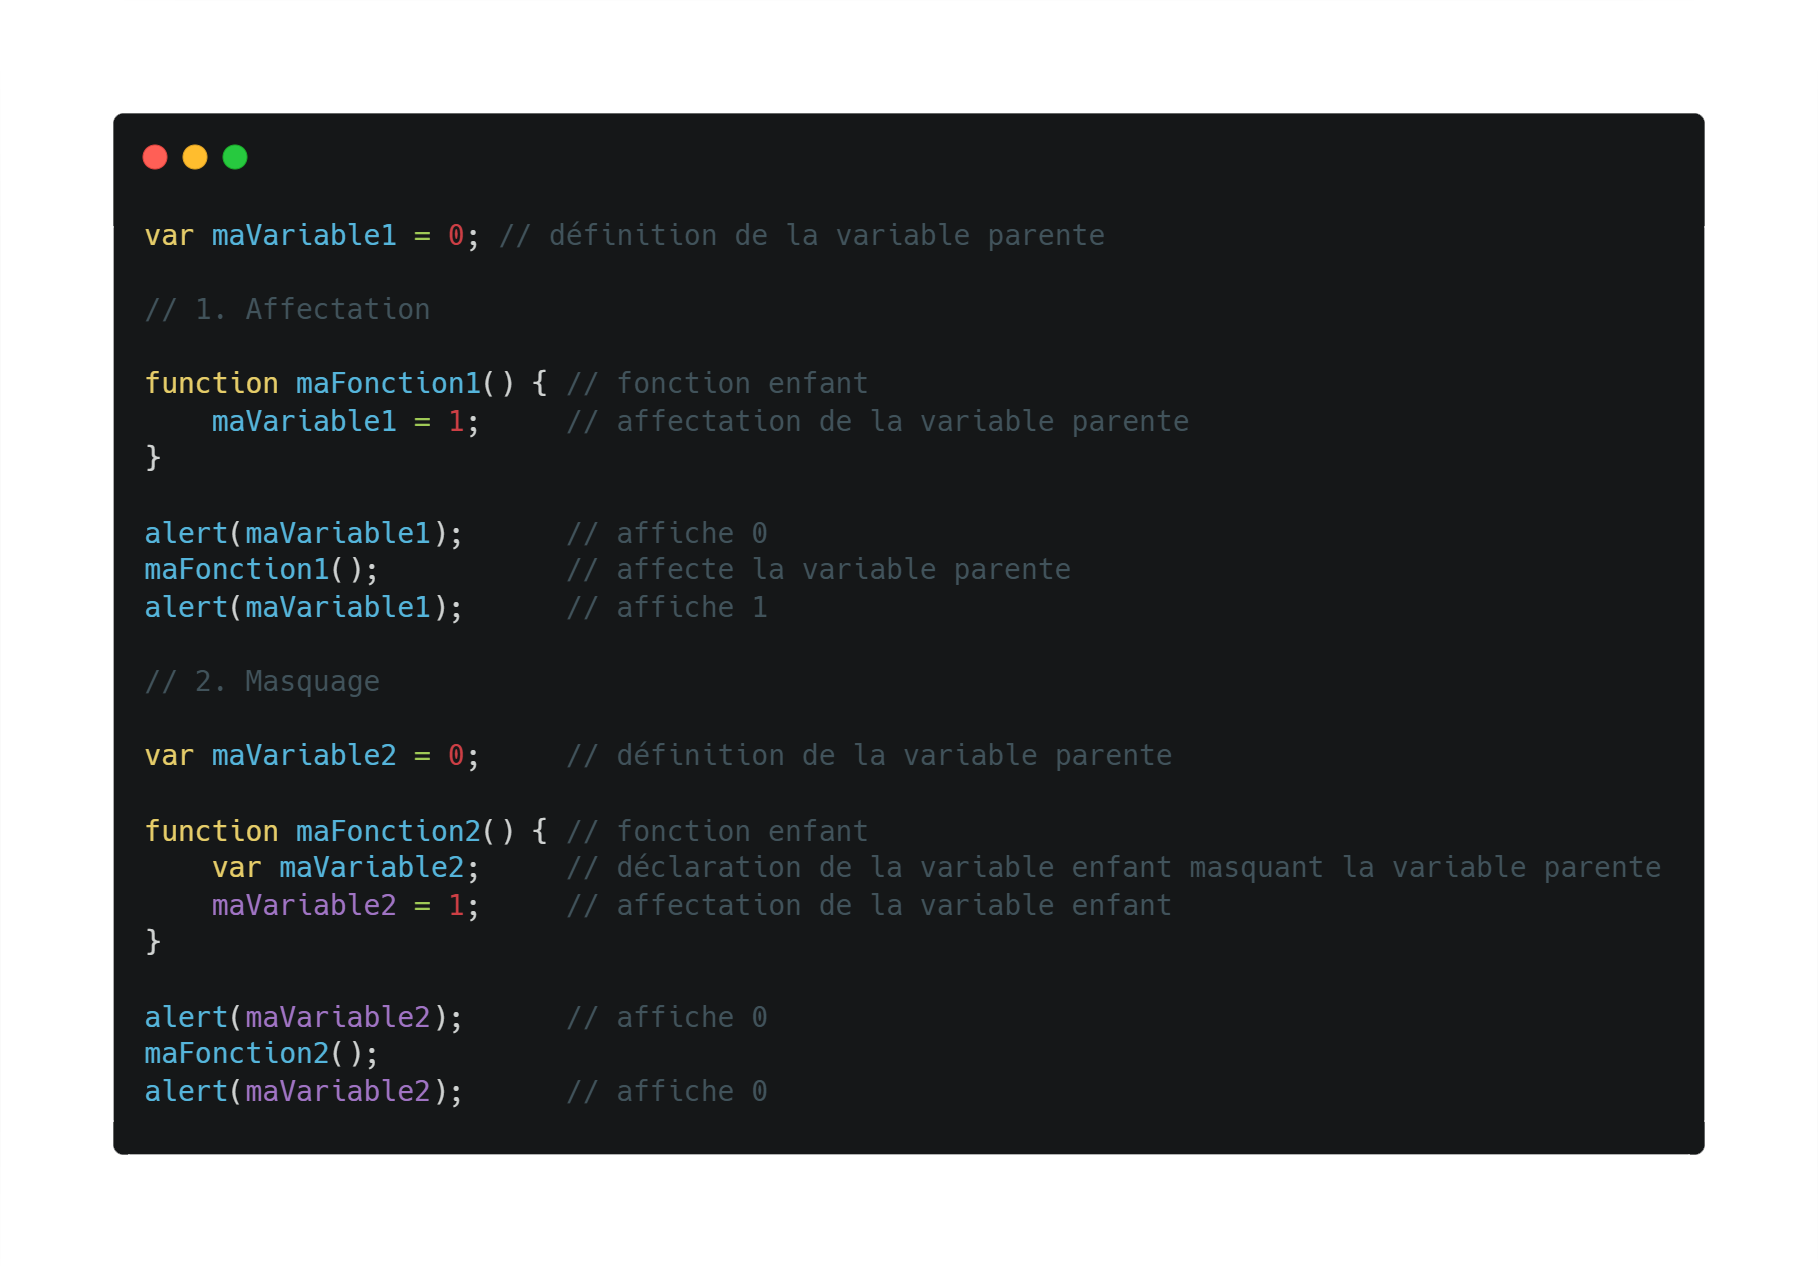 var maVariable1 = 0; // définition de la variable parente
// 1. Affectation
function maFonction1() { // fonction enfant
    maVariable1 = 1;     // affectation de la variable parente
}
alert(maVariable1);      // affiche 0
maFonction1();           // affecte la variable parente
alert(maVariable1);      // affiche 1
// 2. Masquage
var maVariable2 = 0;     // définition de la variable parente
function maFonction2() { // fonction enfant
    var maVariable2;     // déclaration de la variable enfant masquant la variable parente
    maVariable2 = 1;     // affectation de la variable enfant
}
alert(maVariable2);      // affiche 0
maFonction2();
alert(maVariable2);      // affiche 0